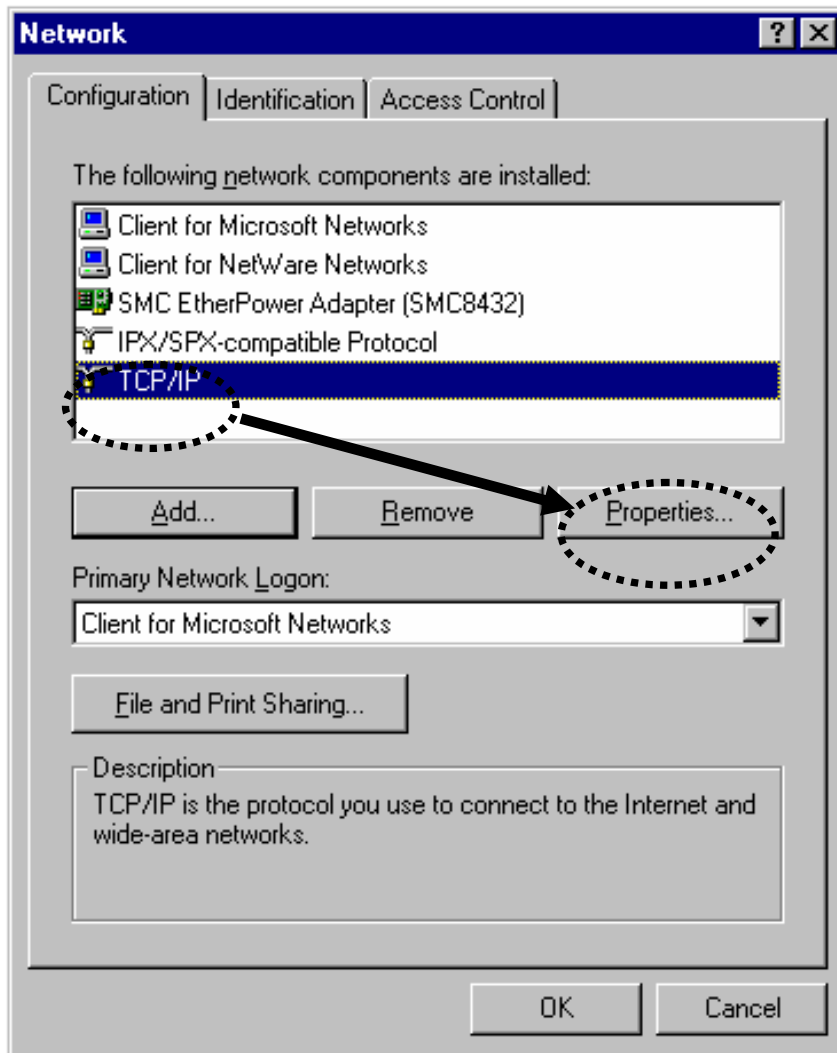 Network
Configuration Identification Access Control
The following network components are installed:
Client for Microsoft Networks
Client for NetWare Networks
SMC EtherPower Adapter (SMC8432)
IPX/SPX-compatible Protocol
TCP/IP
Add... Remove Properties...
Primary Network Logon:
Client for Microsoft Networks
File and Print Sharing...
Description
TCP/IP is the protocol you use to connect to the Internet and
wide-area networks.
OK Cancel